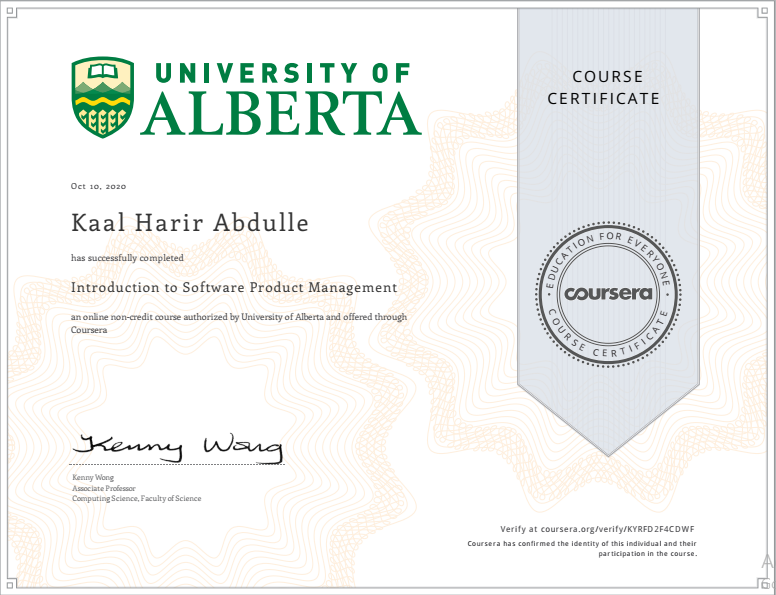 UNIVERSITY OF
ALBERTA
COURSE
CERTIFICATE
Oct 10, 2020
Kaal Harir Abdulle
has successfully completed
Introduction to Software Product Management
an online non-credit course authorized by University of Alberta and offered through
Coursera
EDUCATION FOR EVERYONE
coursera
COURSE CERTIFICATE
Kenny Wong
Kenny Wong
Associate Professor
Computing Science, Faculty of Science
Verify at coursera.org/verify/KYRFD2F4CDWF
Coursera has confirmed the identity of this individual and their
participation in the course.